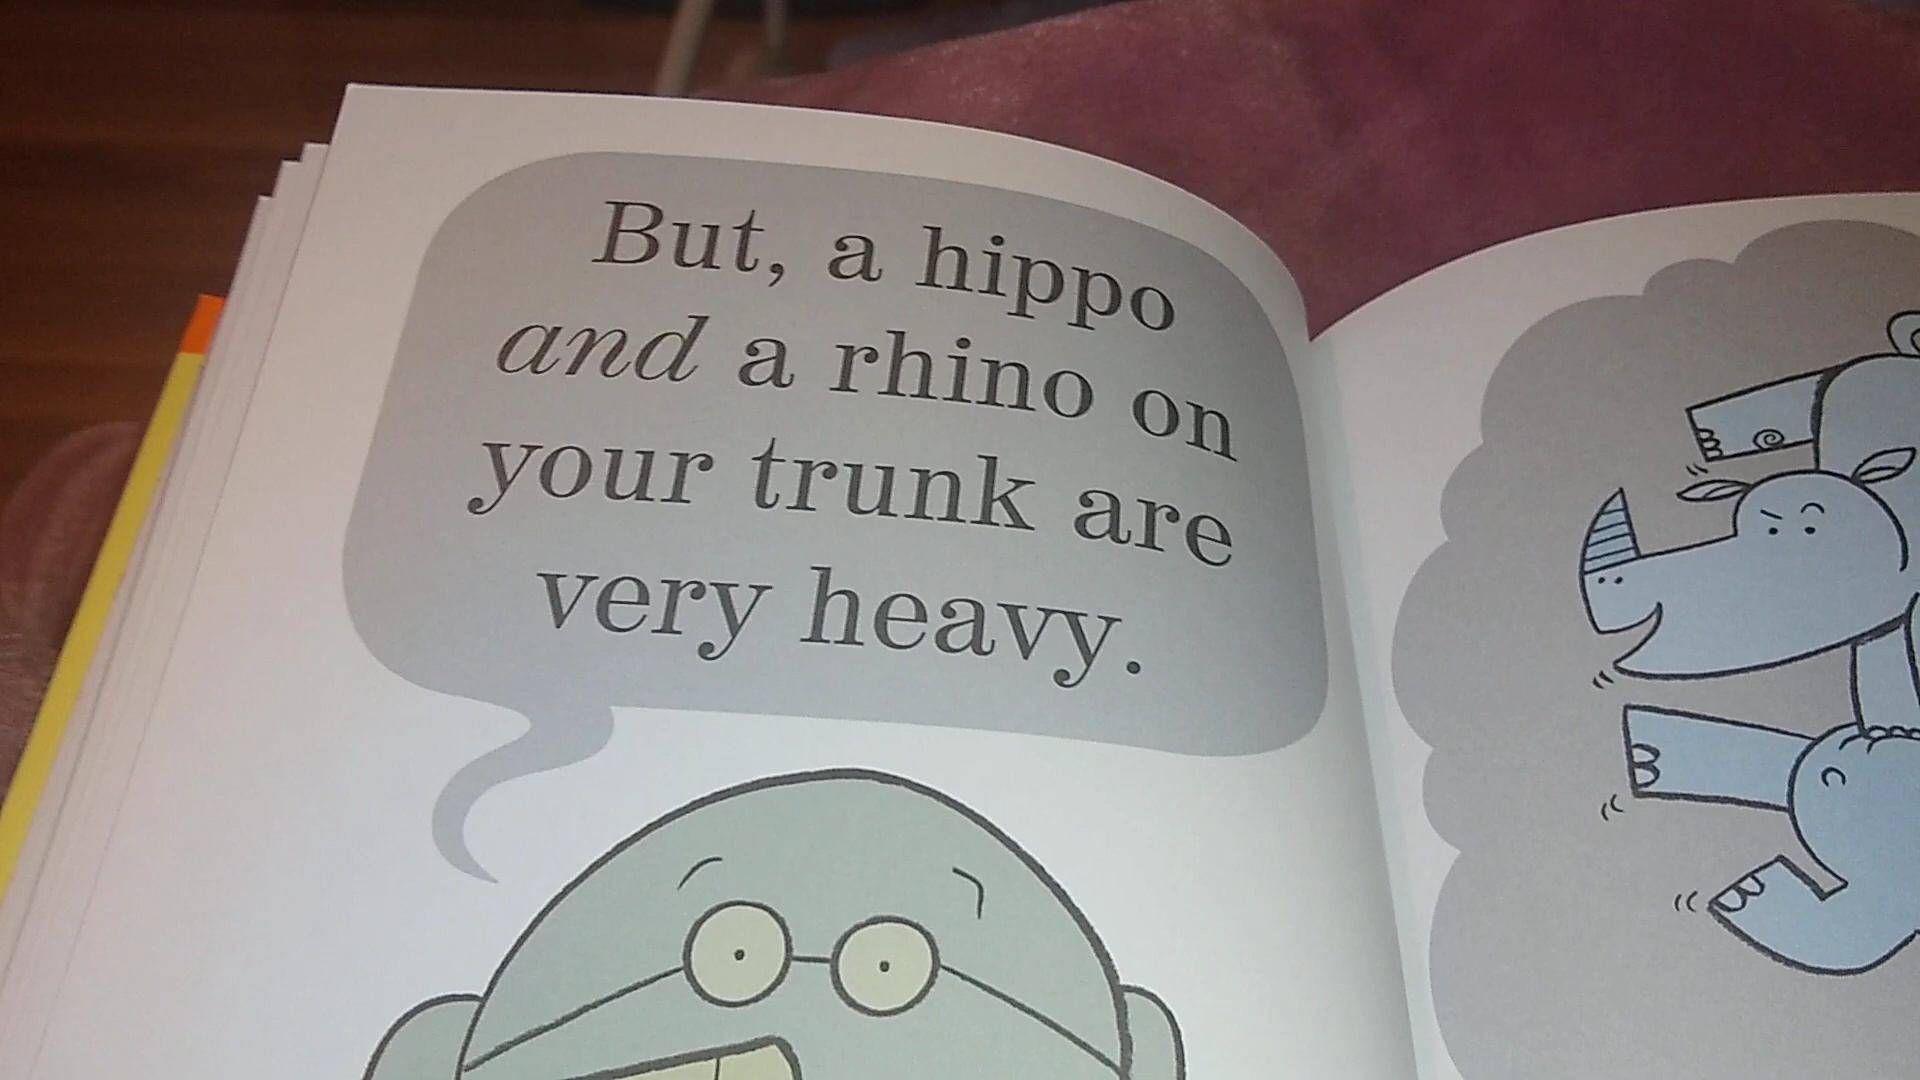 But, a hippo
and a rhino on
your trunk are
very heavy.